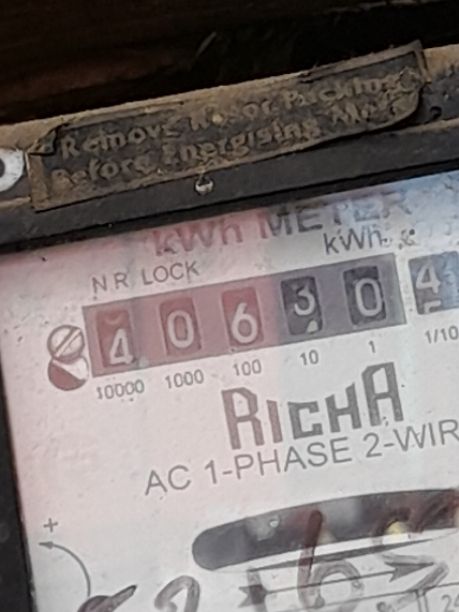 Remove Rotor Packing
Before Energising Meter
kWh METER
kWh
N R LOCK
4 0 6 3 0 4
10000 1000 100 10 1 1/10
RICHA
AC 1-PHASE 2-WIR
+